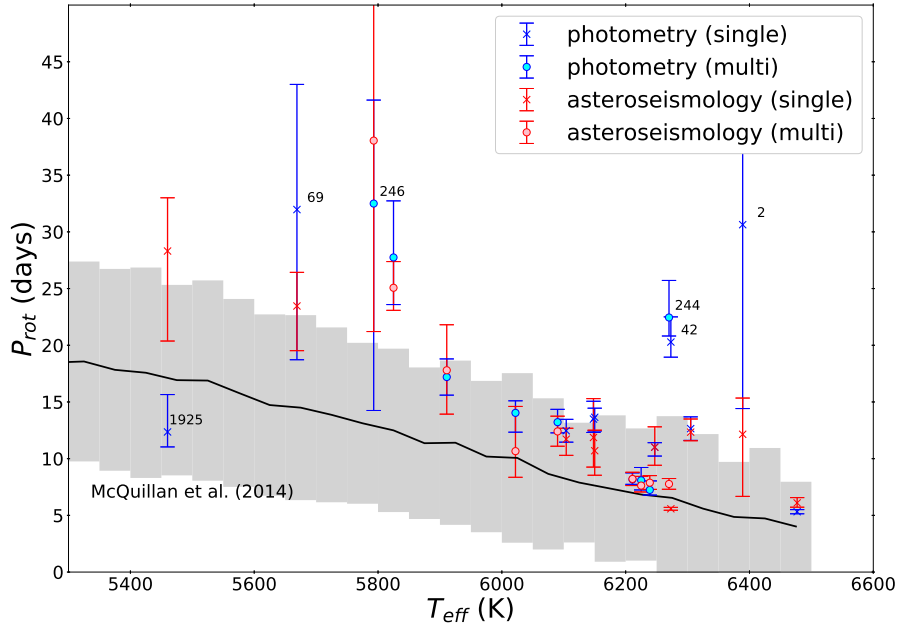 photometry (single)
photometry (multi)
asteroseismology (single)
asteroseismology (multi)
45
40
35
30
25
20
15
10
5
0
P_rot (days)
69
246
2
244
42
1925
McQuillan et al. (2014)
5400 5600 5800 6000 6200 6400 6600
T_eff (K)